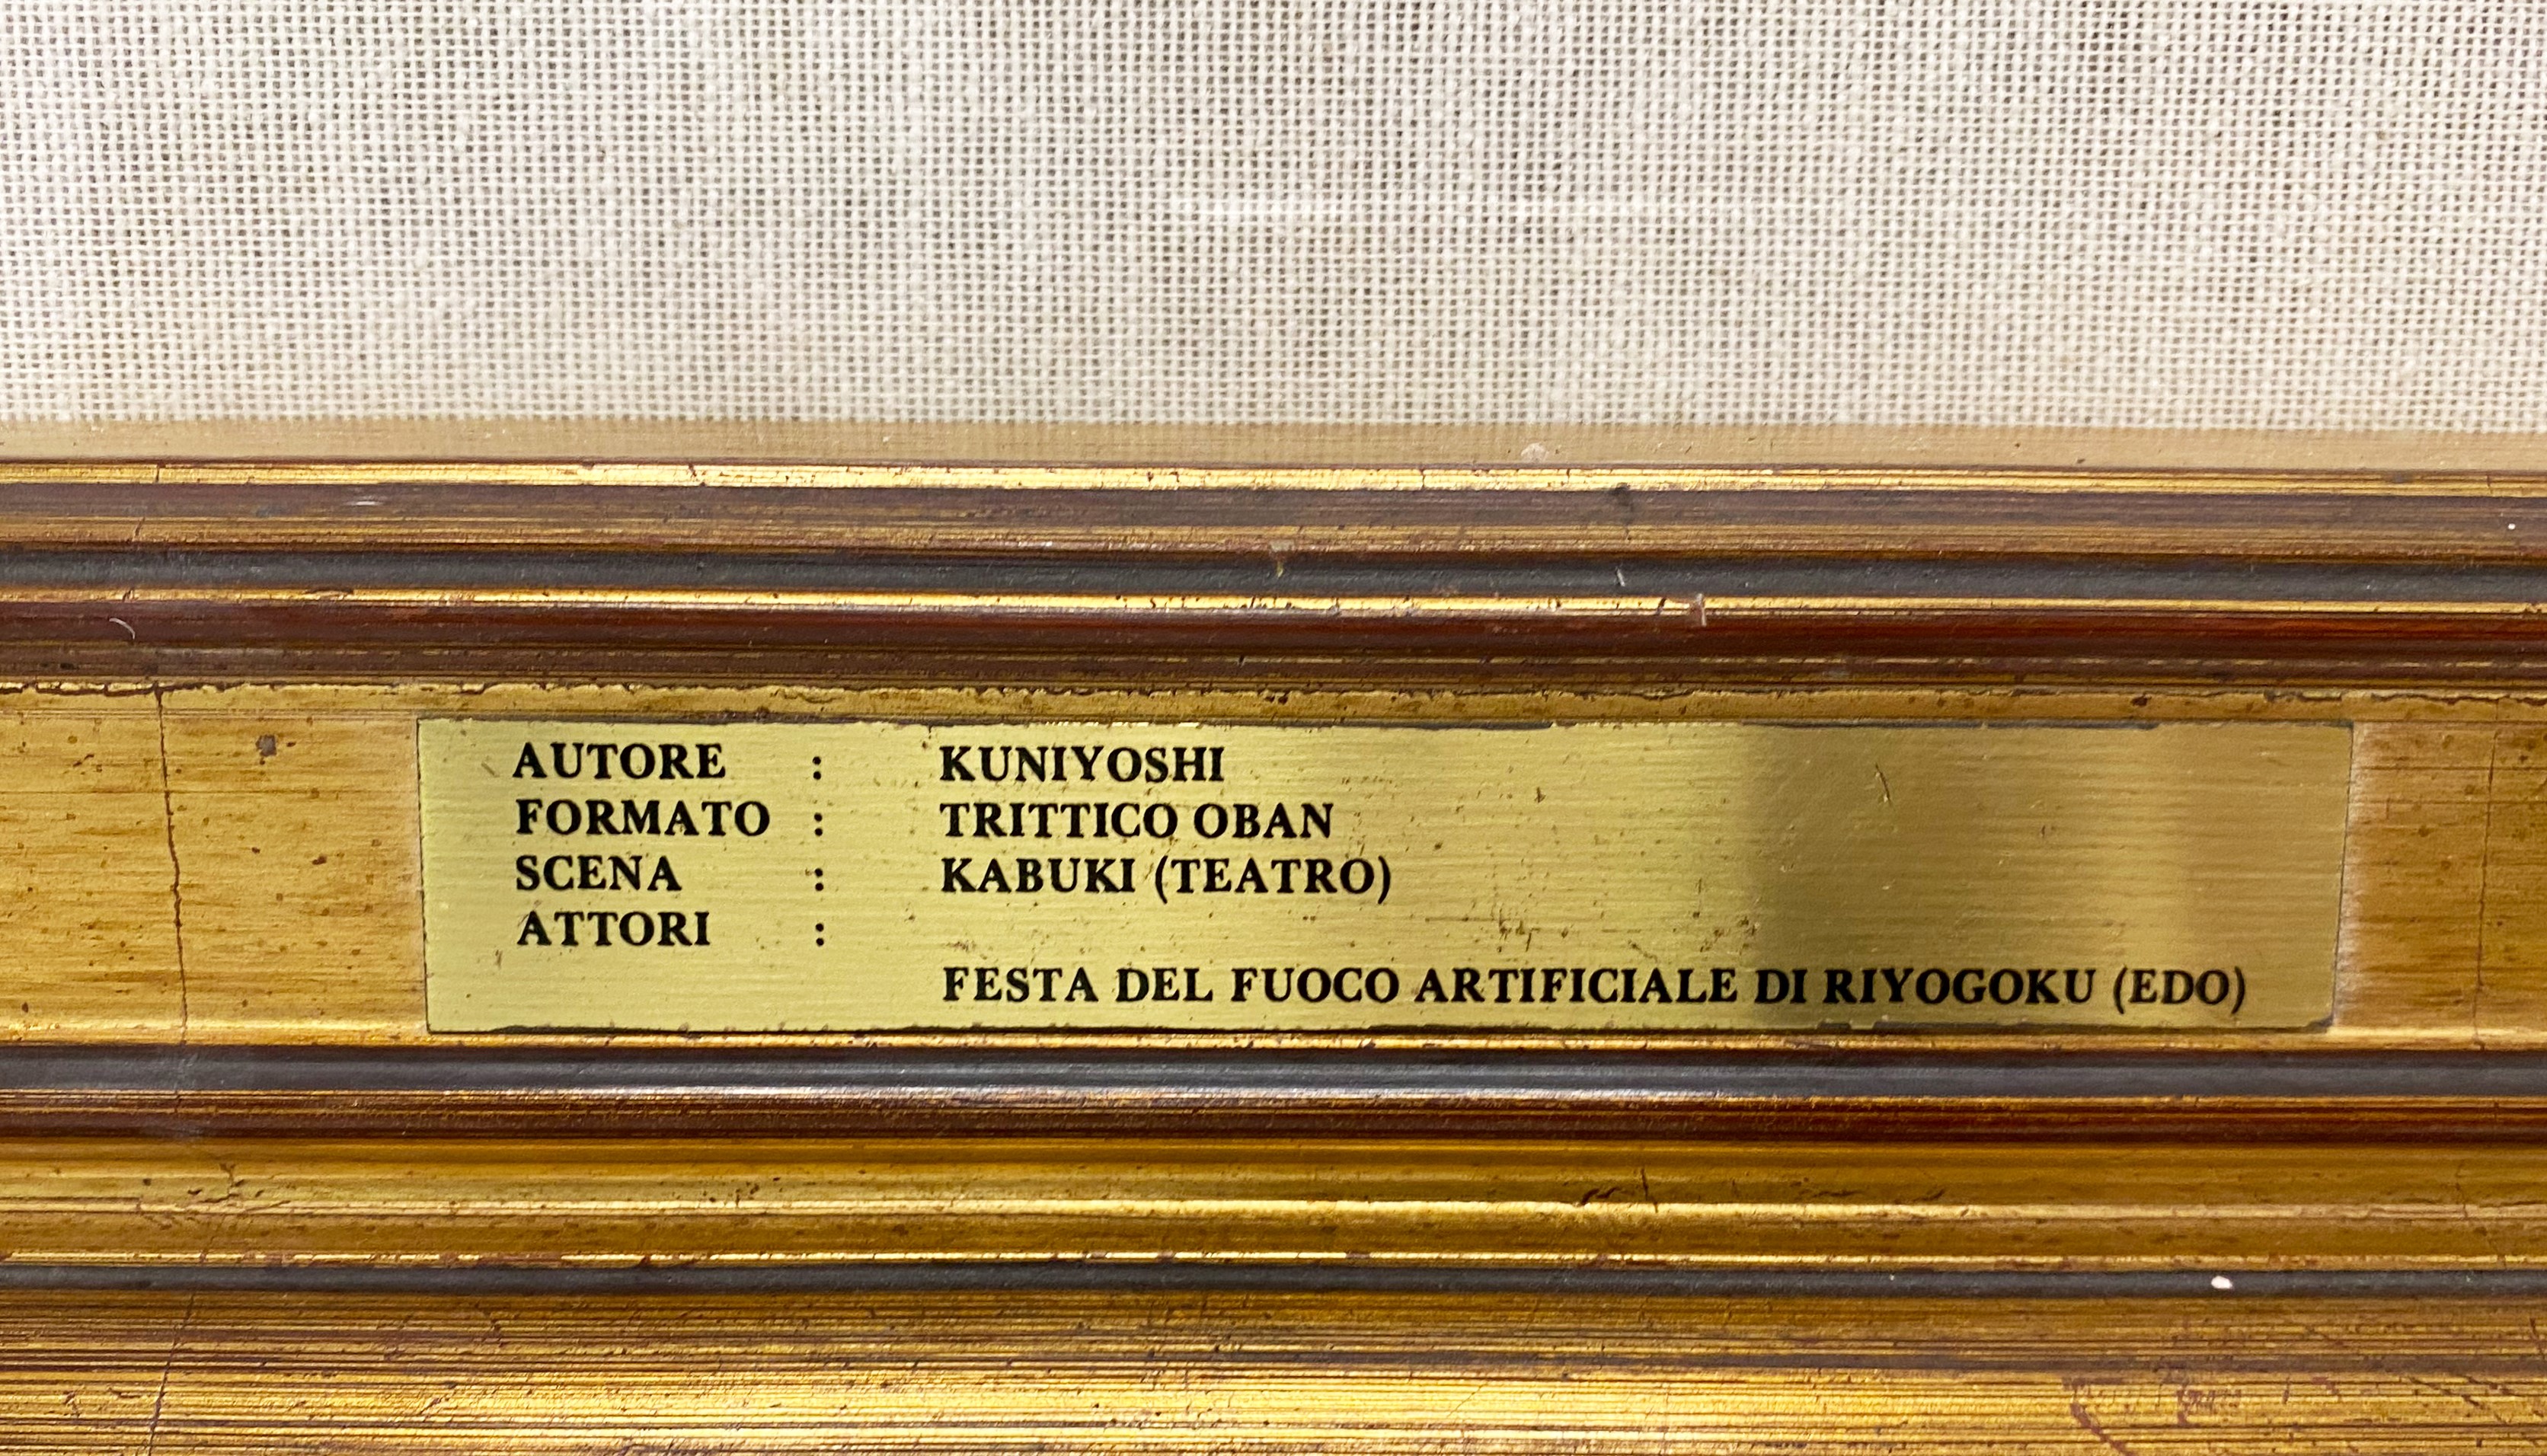 AUTORE : KUNIYOSHI
FORMATO : TRITTICO OBAN
SCENA : KABUKI (TEATRO)
ATTORI :
FESTA DEL FUOCO ARTIFICIALE DI RIYOGOKU (EDO)